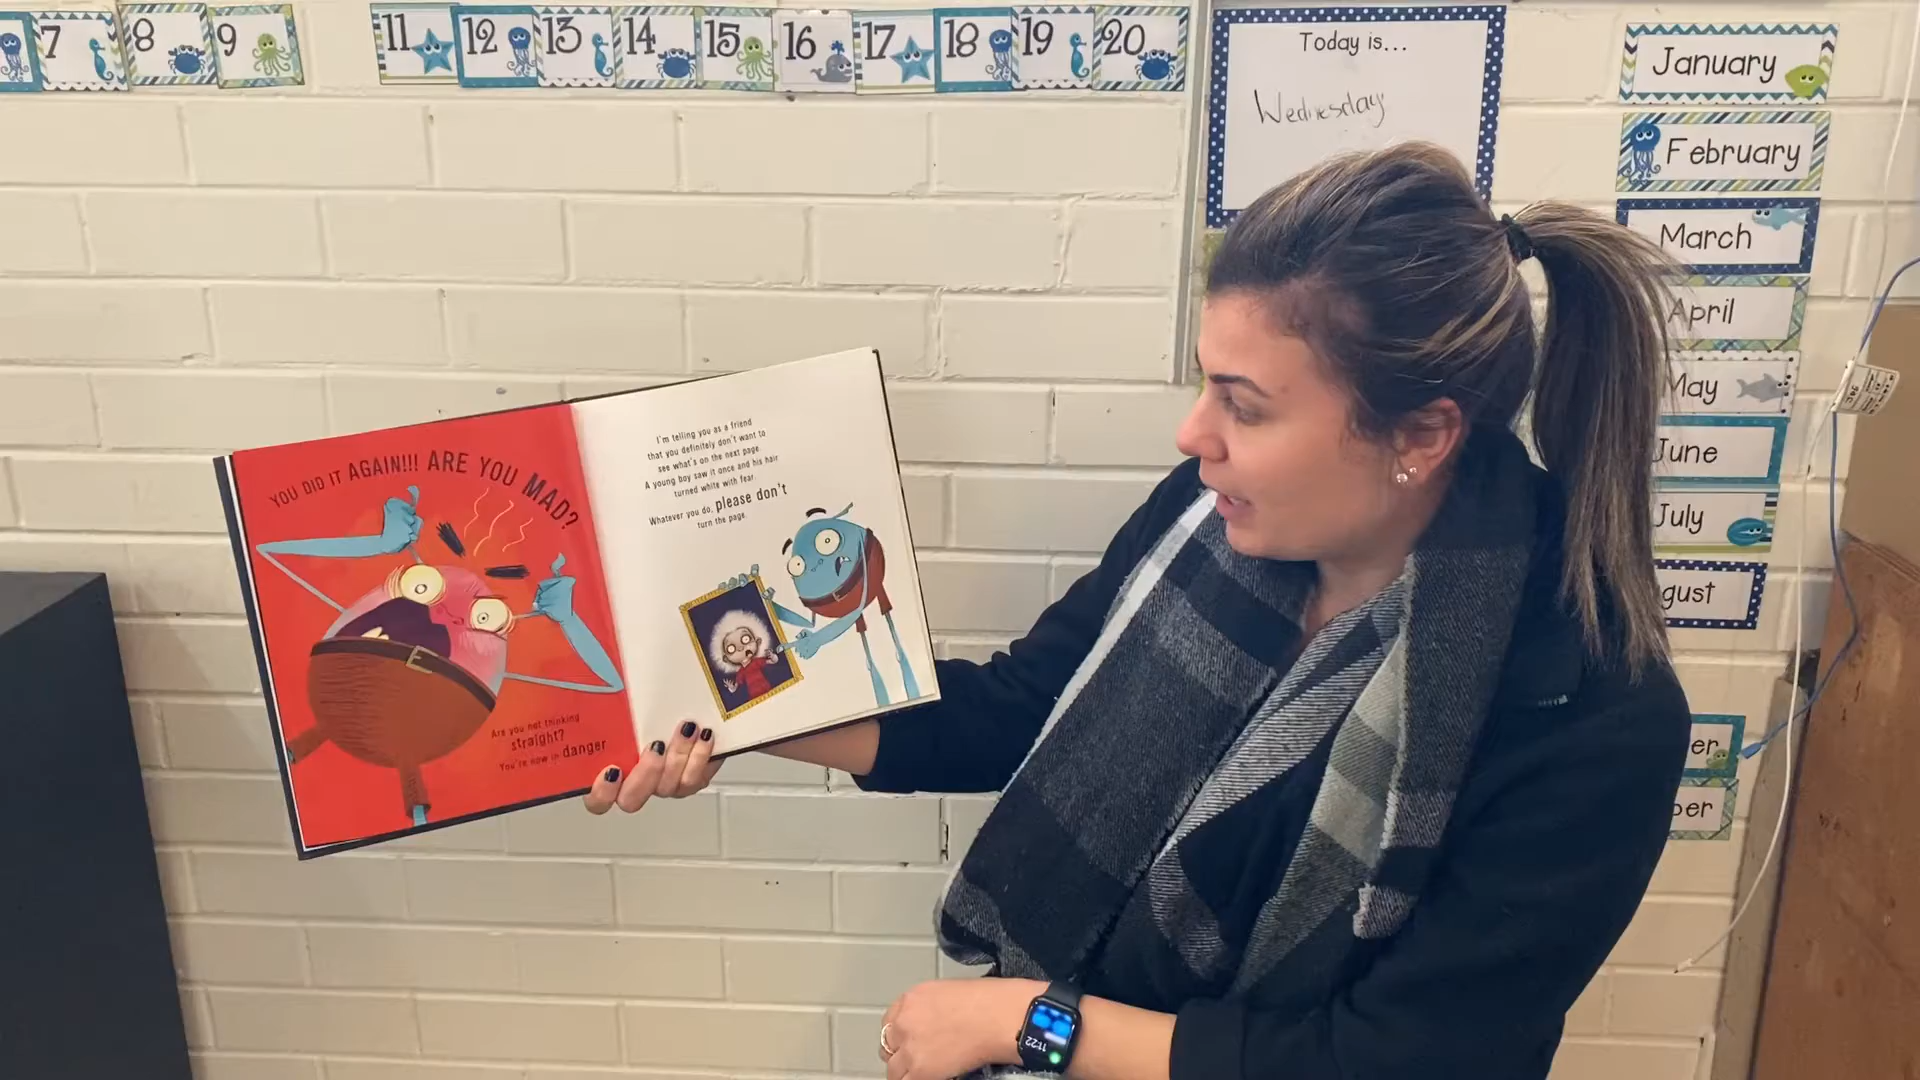 7
8
9
11
12
13
14
15
16
17
18
19
20
Today is...
Wednesday
January
February
March
April
May
June
July
gust
er
ber
YOU DID IT AGAIN!!! ARE YOU MAD?
Are you not thinking
straight?
You're now in danger
I'm telling you as a friend
that you definitely don't want to
see what's on the next page.
A young boy saw it once and his hair
turned white with fear.
Whatever you do, please don't
turn the page.
11:22